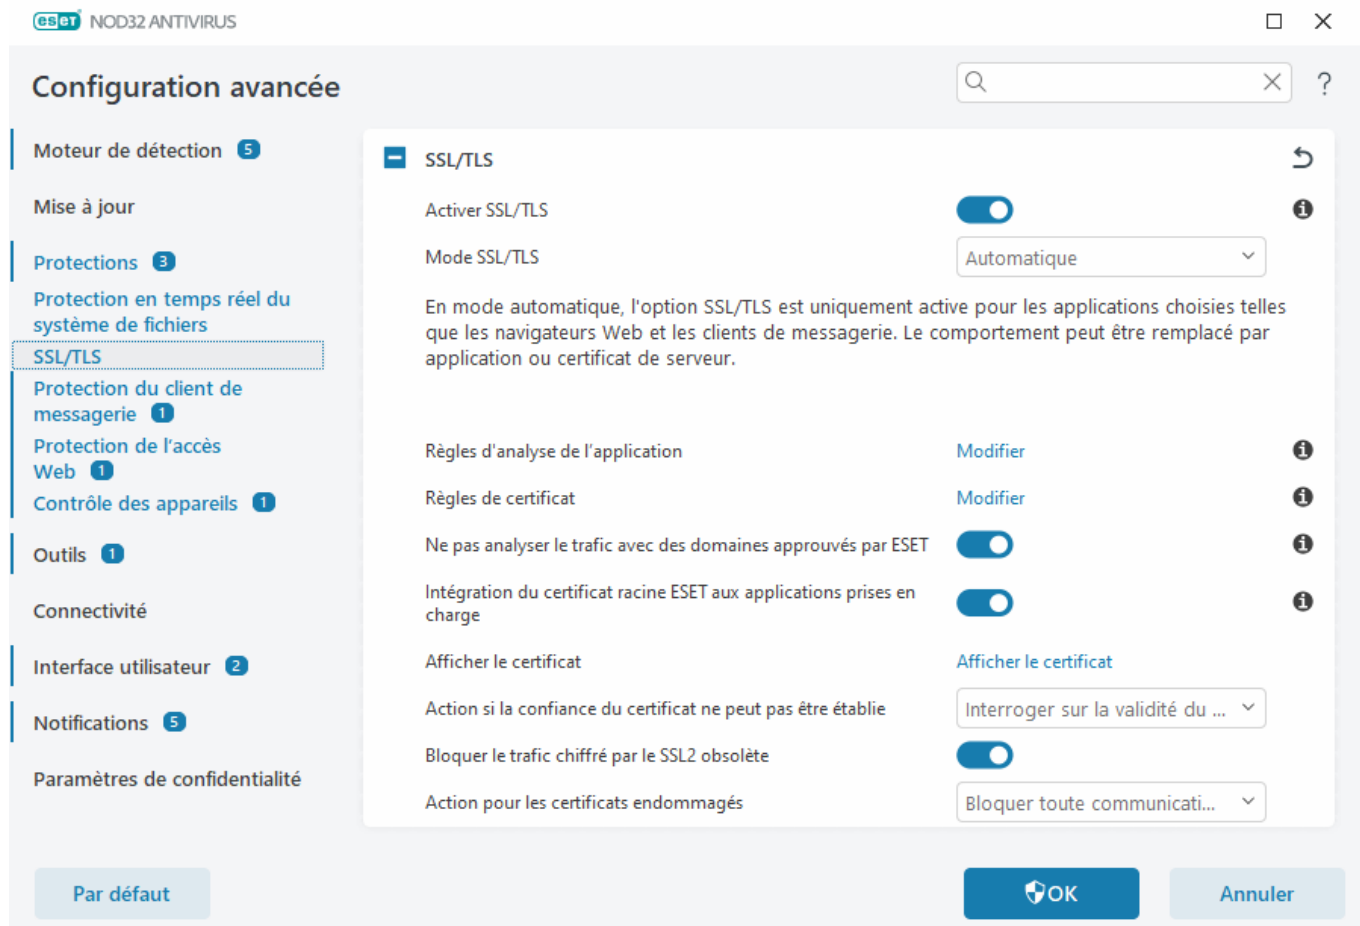 eset NOD32 ANTIVIRUS
Configuration avancée
?
Moteur de détection 5
Mise à jour
Protections 3
Protection en temps réel du
système de fichiers
SSL/TLS
Protection du client de
messagerie 1
Protection de l'accès
Web 1
Contrôle des appareils 1
Outils 1
Connectivité
Interface utilisateur 2
Notifications 5
Paramètres de confidentialité
SSL/TLS
Activer SSL/TLS
Mode SSL/TLS
Automatique
En mode automatique, l'option SSL/TLS est uniquement active pour les applications choisies telles
que les navigateurs Web et les clients de messagerie. Le comportement peut être remplacé par
application ou certificat de serveur.
Règles d'analyse de l'application
Modifier
Règles de certificat
Modifier
Ne pas analyser le trafic avec des domaines approuvés par ESET
Intégration du certificat racine ESET aux applications prises en
charge
Afficher le certificat
Afficher le certificat
Action si la confiance du certificat ne peut pas être établie
Interroger sur la validité du ...
Bloquer le trafic chiffré par le SSL2 obsolète
Action pour les certificats endommagés
Bloquer toute communicati...
Par défaut
OK
Annuler